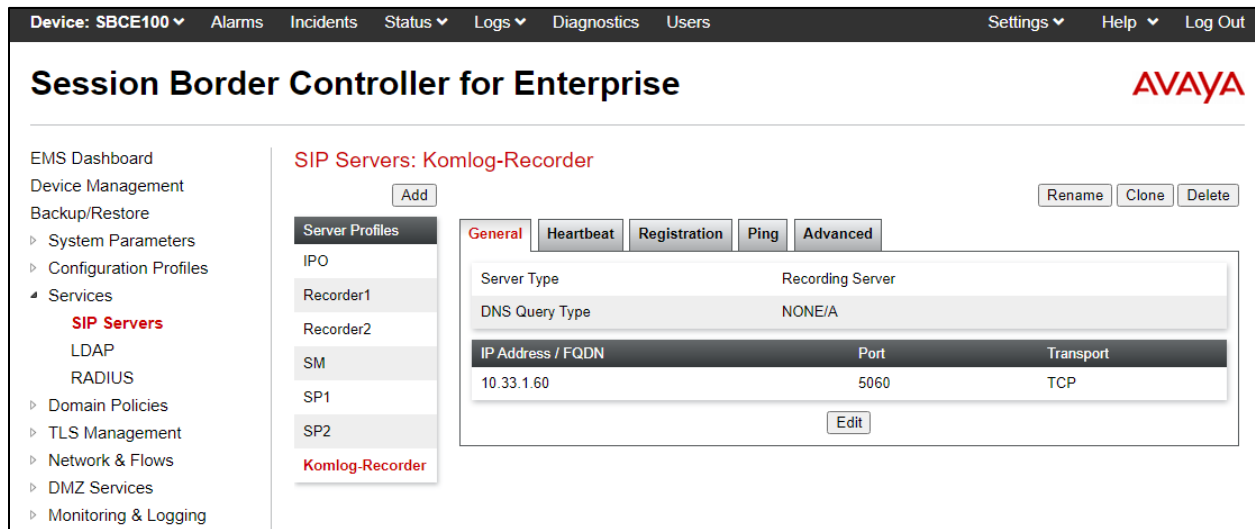 Device: SBCE100 Alarms Incidents Status Logs Diagnostics Users Settings Help Log Out
Session Border Controller for Enterprise
AVAYA
EMS Dashboard
Device Management
Backup/Restore
System Parameters
Configuration Profiles
Services
SIP Servers
LDAP
RADIUS
Domain Policies
TLS Management
Network & Flows
DMZ Services
Monitoring & Logging
SIP Servers: Komlog-Recorder
Add
Rename Clone Delete
Server Profiles
IPO
Recorder1
Recorder2
SM
SP1
SP2
Komlog-Recorder
General Heartbeat Registration Ping Advanced
Server Type Recording Server
DNS Query Type NONE/A
IP Address / FQDN Port Transport
10.33.1.60 5060 TCP
Edit